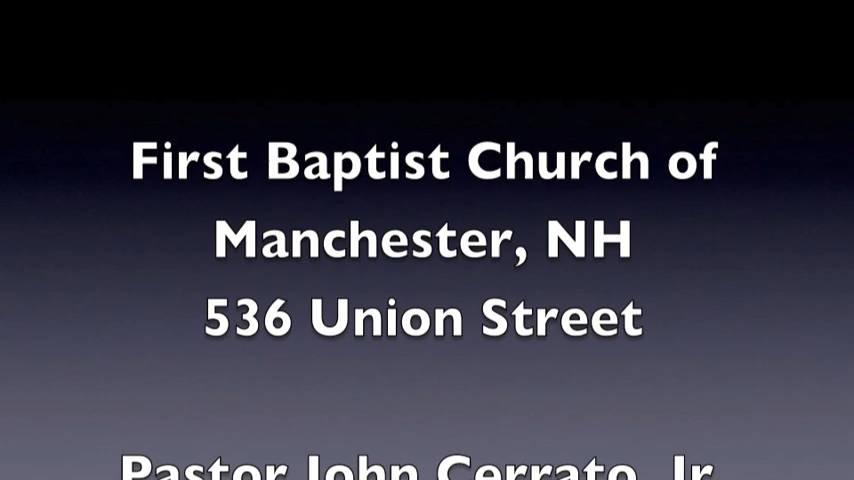 First Baptist Church of
Manchester, NH
536 Union Street
Pastor John Cerrato, Jr.